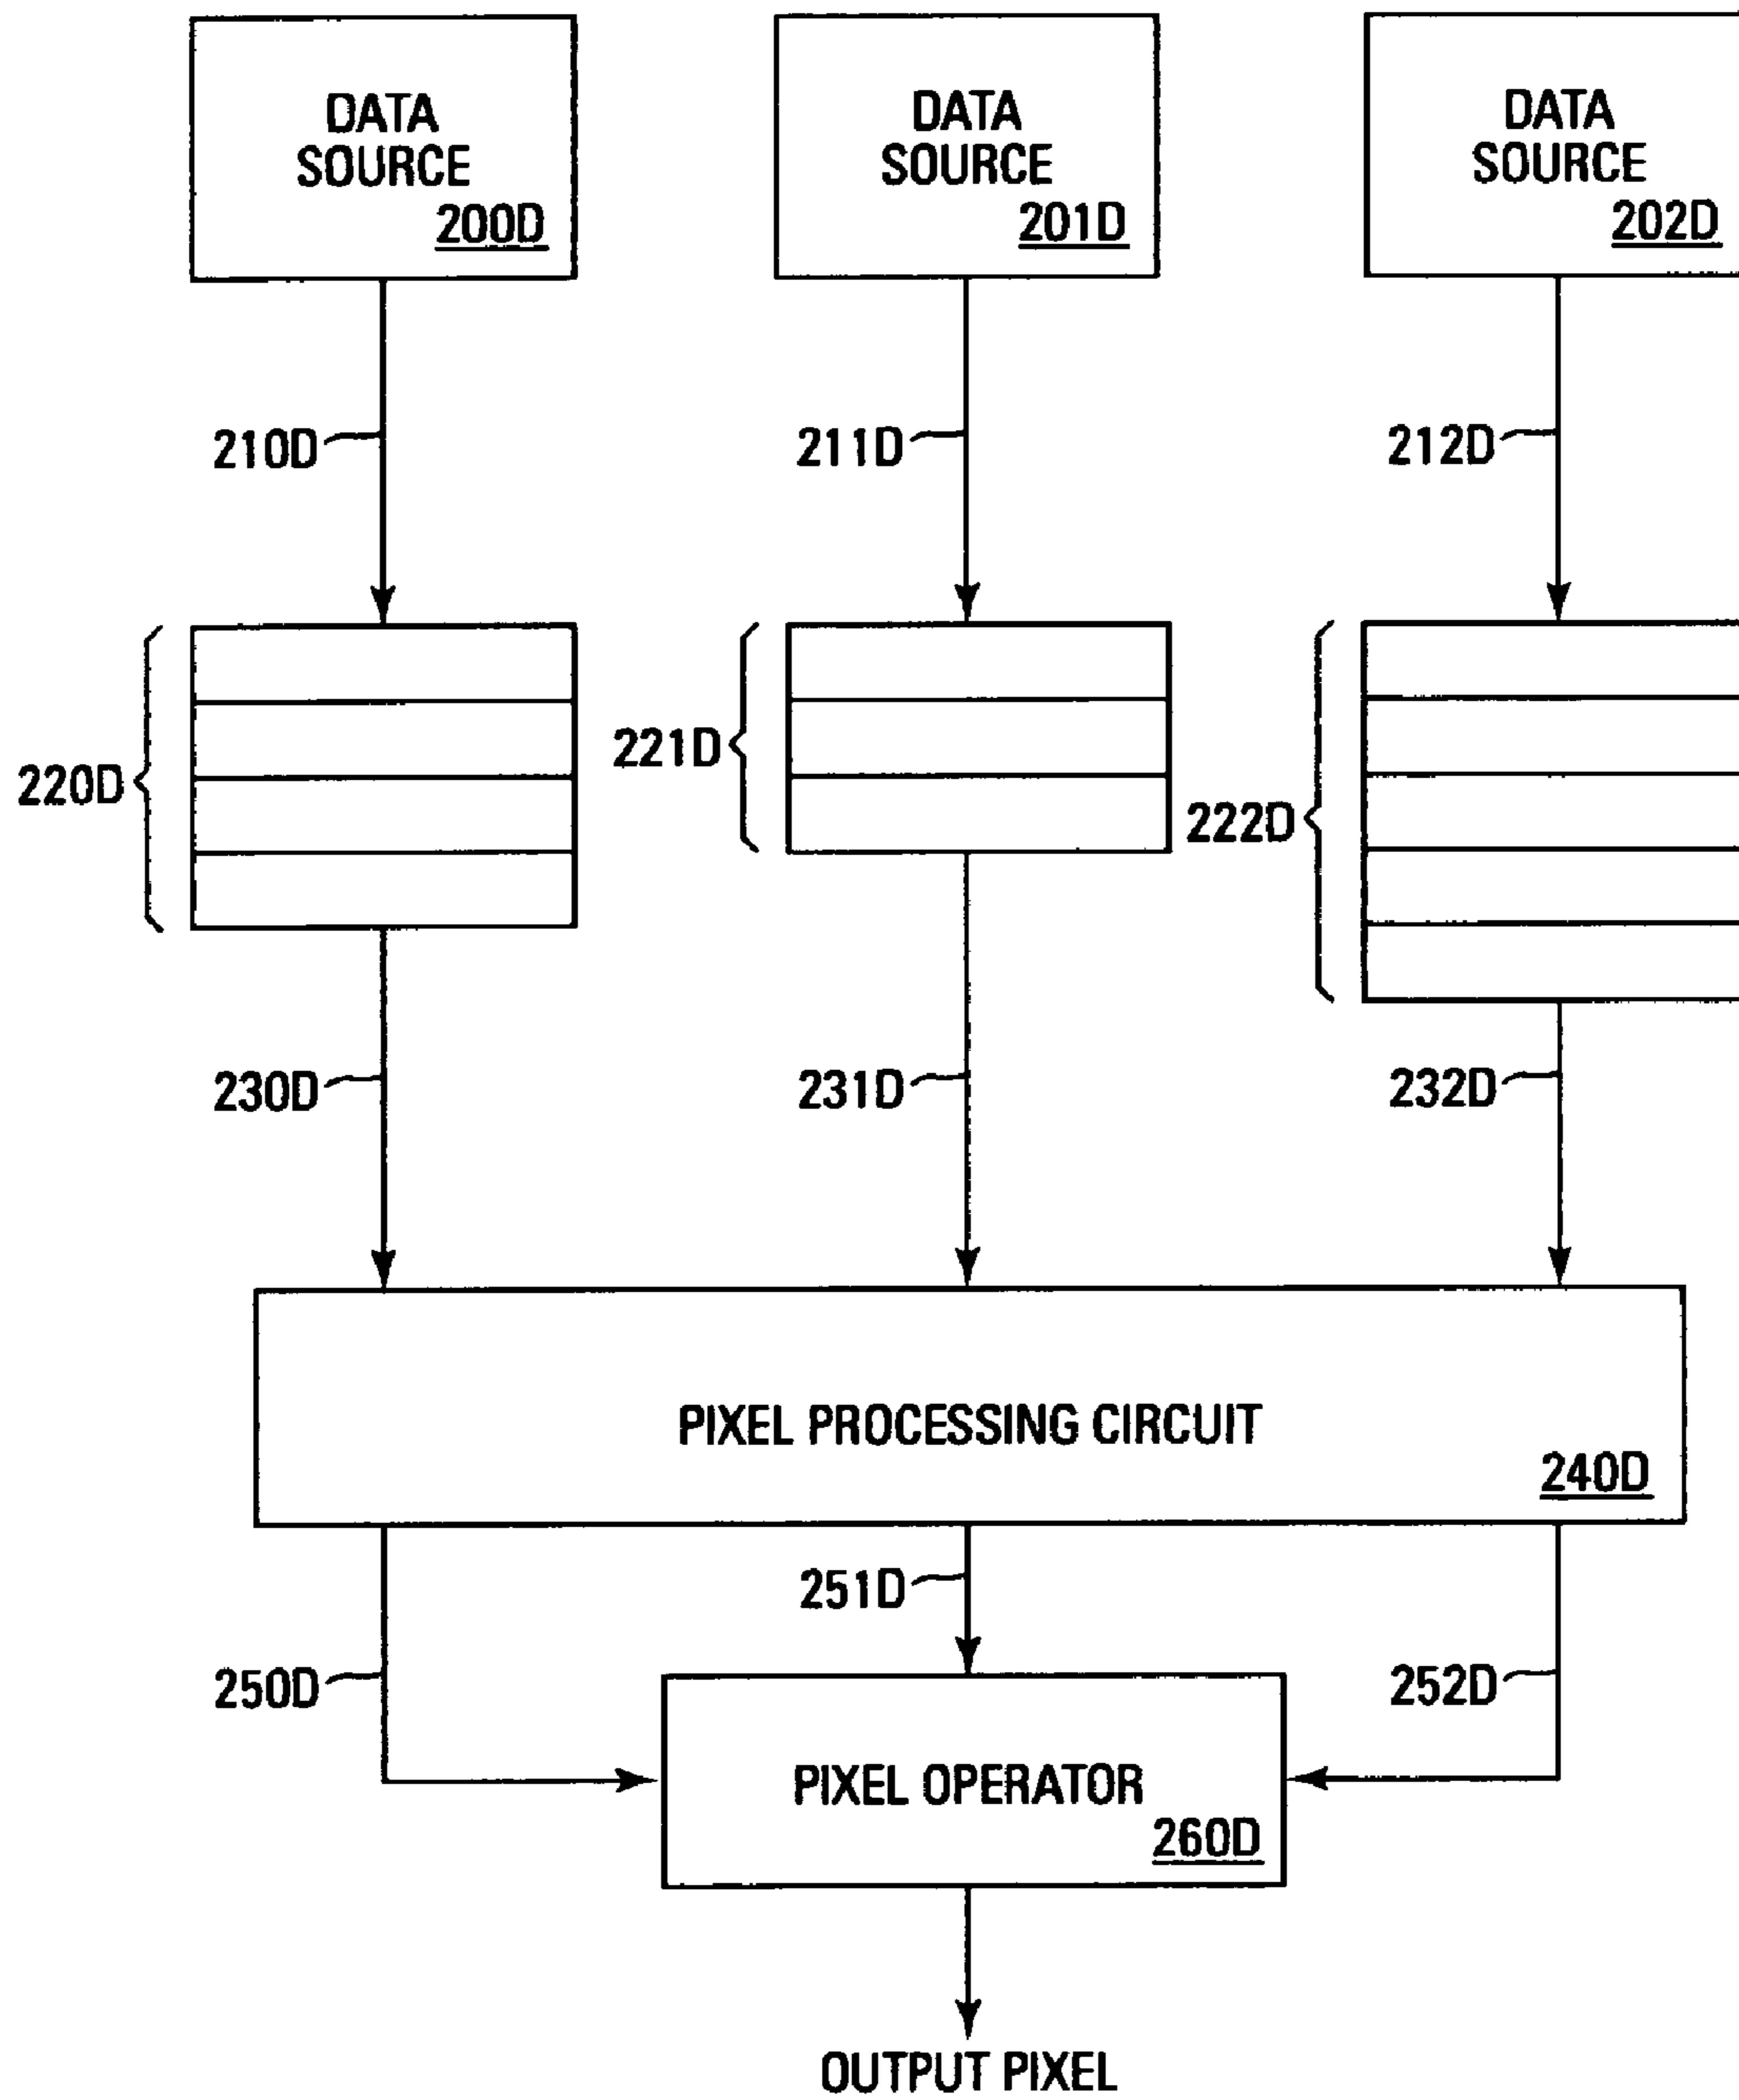 DATA
SOURCE
200D
DATA
SOURCE
201D
DATA
SOURCE
202D
210D
211D
212D
220D
221D
222D
230D
231D
232D
PIXEL PROCESSING CIRCUIT
240D
251D
250D
252D
PIXEL OPERATOR
260D
OUTPUT PIXEL